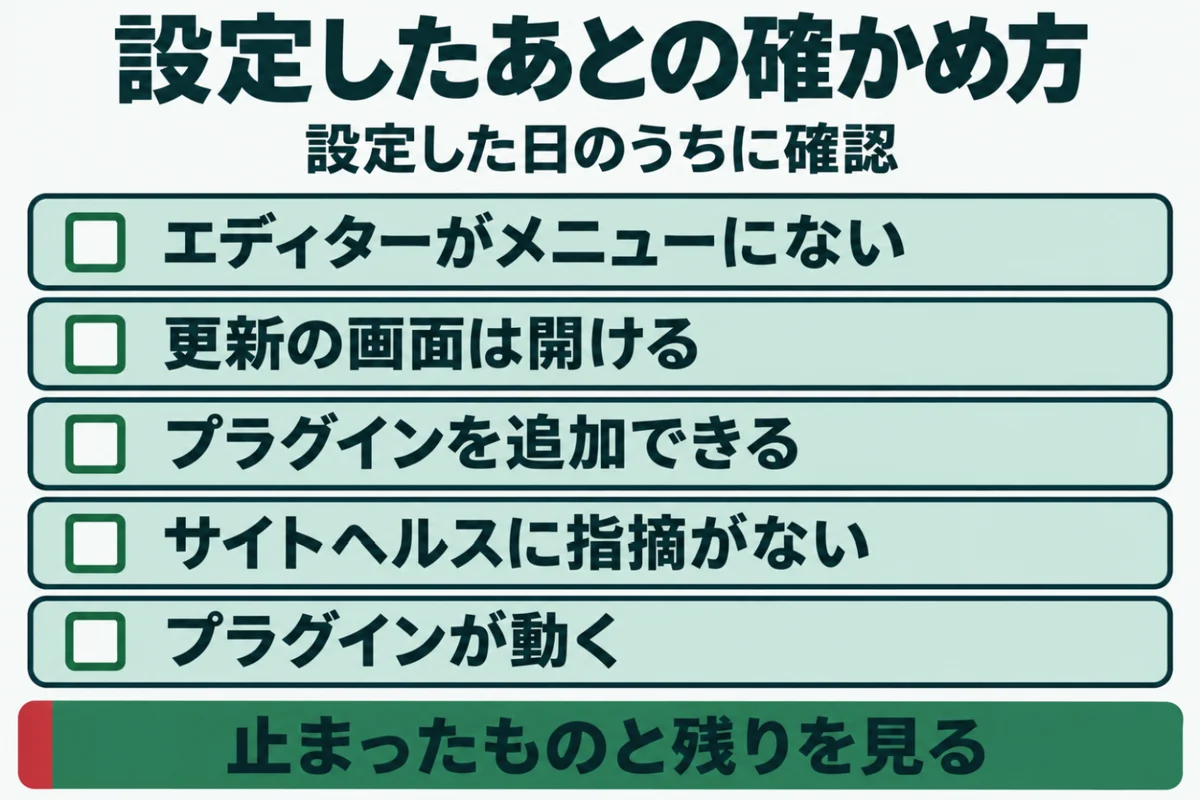 設定したあとの確かめ方
設定した日のうちに確認
エディターがメニューにない
更新の画面は開ける
プラグインを追加できる
サイトヘルスに指摘がない
プラグインが動く
止まったものと残りを見る